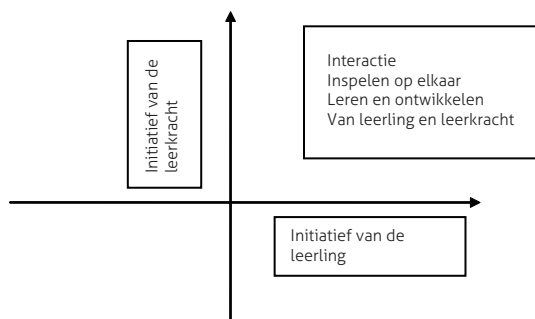 Initiatief van de
leerkracht
Interactie
Inspelen op elkaar
Leren en ontwikkelen
Van leerling en leerkracht
Initiatief van de
leerling